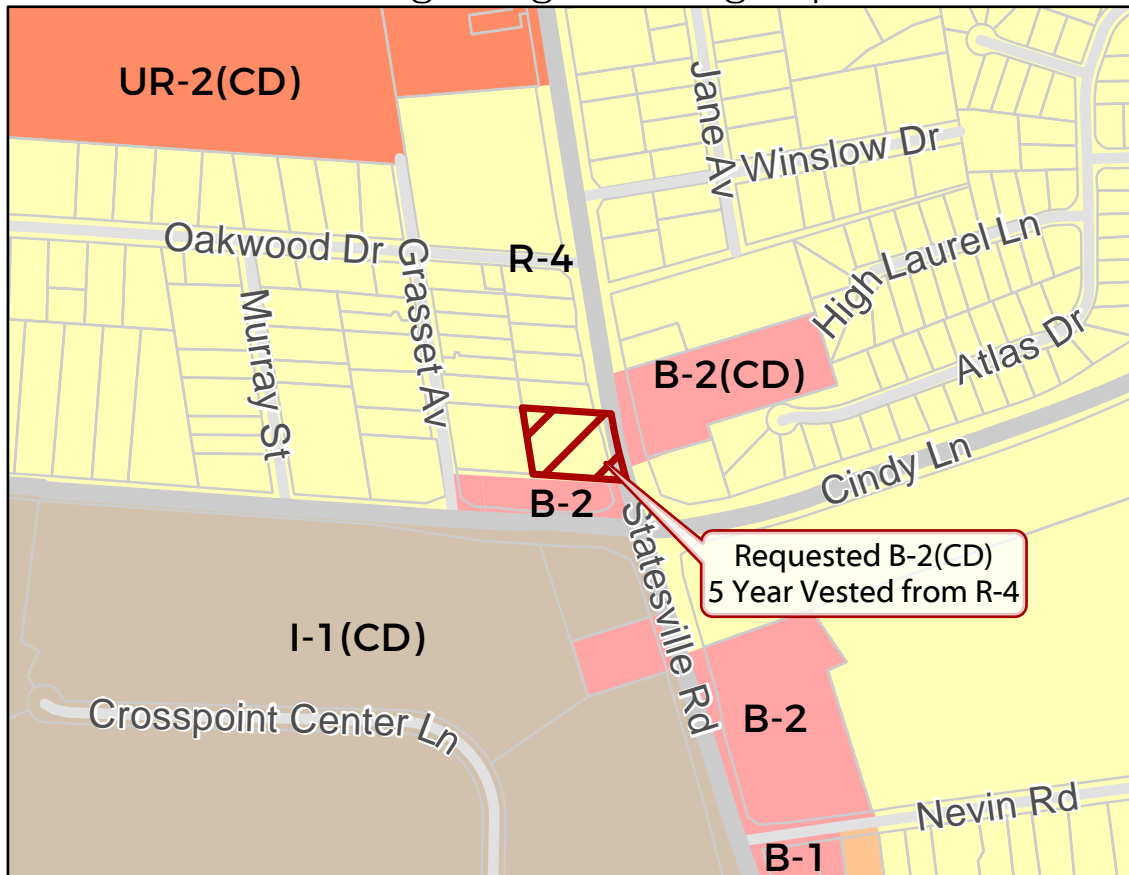 UR-2(CD)
Jane Av
Winslow Dr
Oakwood Dr
R-4
Grasset Av
High Laurel Ln
Murray St
B-2(CD)
Atlas Dr
Cindy Ln
B-2
Statesville Rd
Requested B-2(CD)
5 Year Vested from R-4
I-1(CD)
Crosspoint Center Ln
B-2
Nevin Rd
B-1